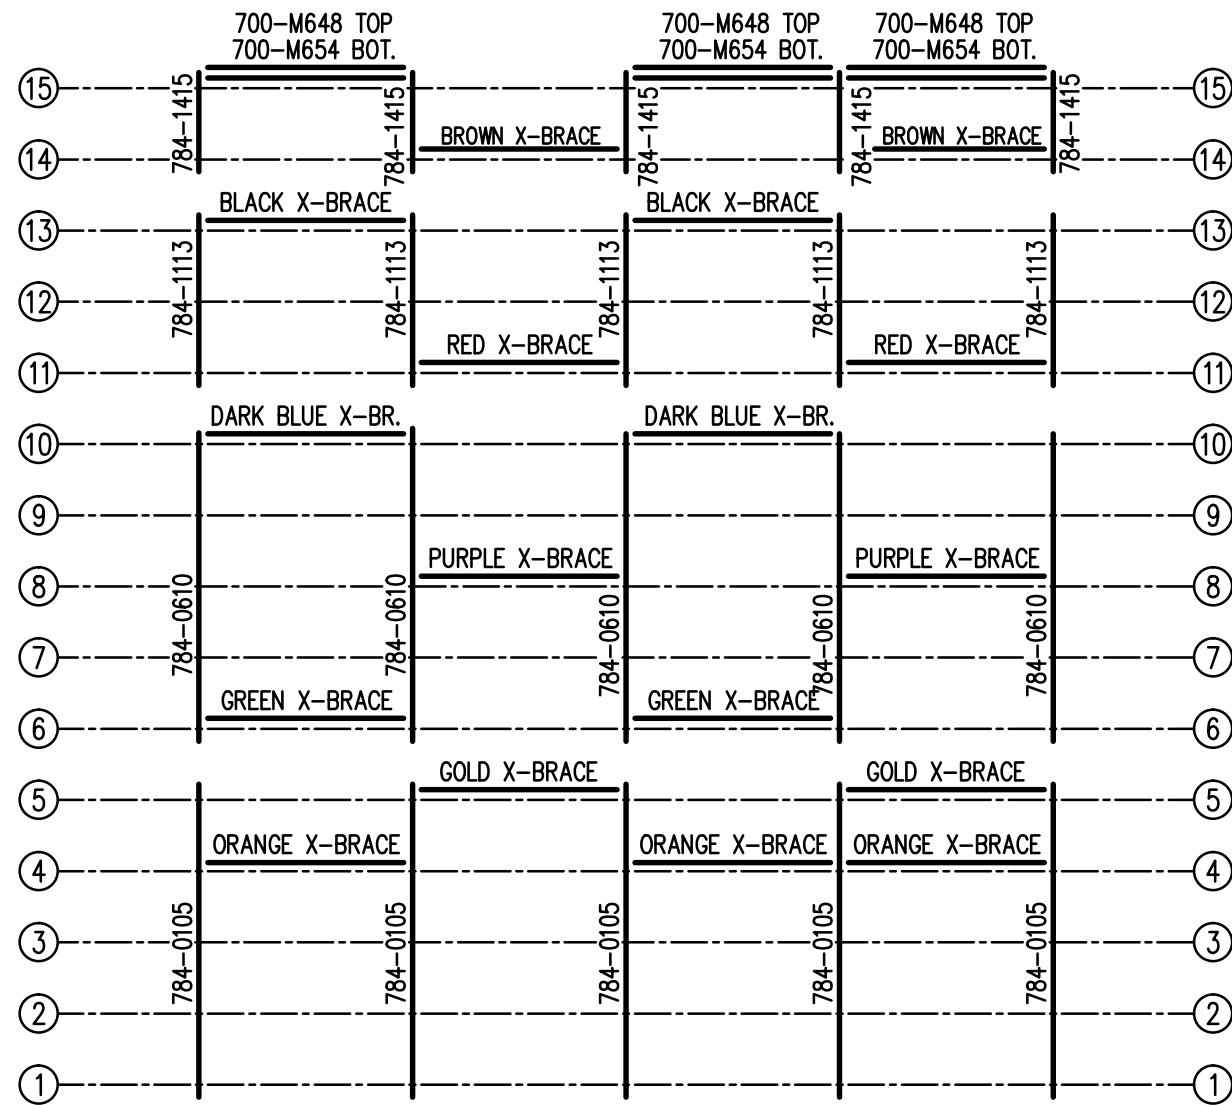 700-M648 TOP
700-M654 BOT.
700-M648 TOP
700-M654 BOT.
700-M648 TOP
700-M654 BOT.
15
784-1415
784-1415
784-1415
784-1415
784-1415
15
14
BROWN X-BRACE
BROWN X-BRACE
14
BLACK X-BRACE
BLACK X-BRACE
13
13
784-1113
784-1113
784-1113
784-1113
784-1113
12
12
RED X-BRACE
RED X-BRACE
11
11
DARK BLUE X-BR.
DARK BLUE X-BR.
10
10
9
9
PURPLE X-BRACE
PURPLE X-BRACE
8
8
784-0610
784-0610
784-0610
784-0610
784-0610
7
7
GREEN X-BRACE
GREEN X-BRACE
6
6
GOLD X-BRACE
GOLD X-BRACE
5
5
ORANGE X-BRACE
ORANGE X-BRACE
ORANGE X-BRACE
4
4
784-0105
784-0105
784-0105
784-0105
784-0105
3
3
2
2
1
1